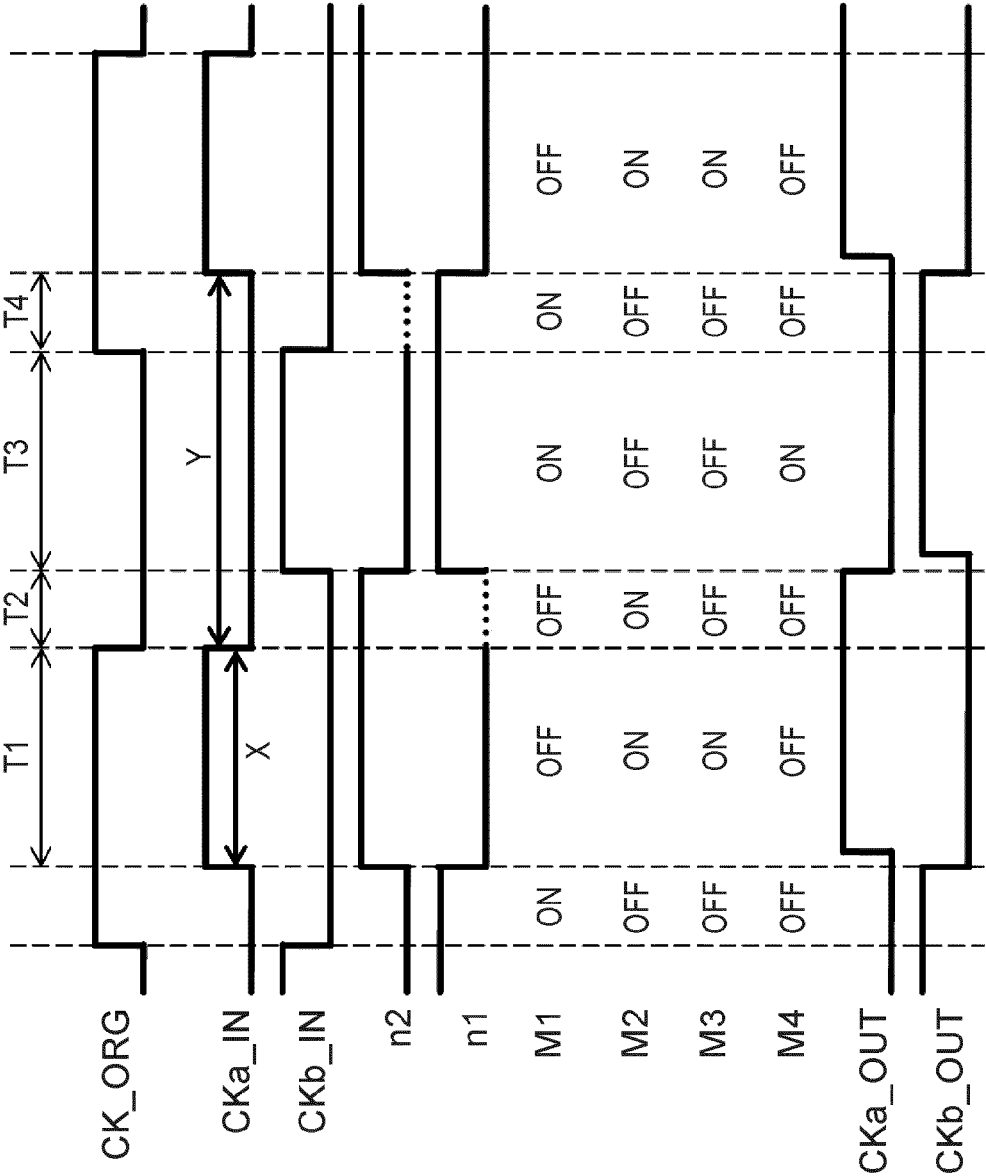 T1 T2 T3 T4
CK_ORG
CKa_IN X Y
CKb_IN
n2
n1
M1 ON OFF OFF ON ON OFF
M2 OFF ON ON OFF OFF ON
M3 OFF ON OFF OFF OFF ON
M4 OFF OFF OFF ON OFF OFF
CKa_OUT
CKb_OUT